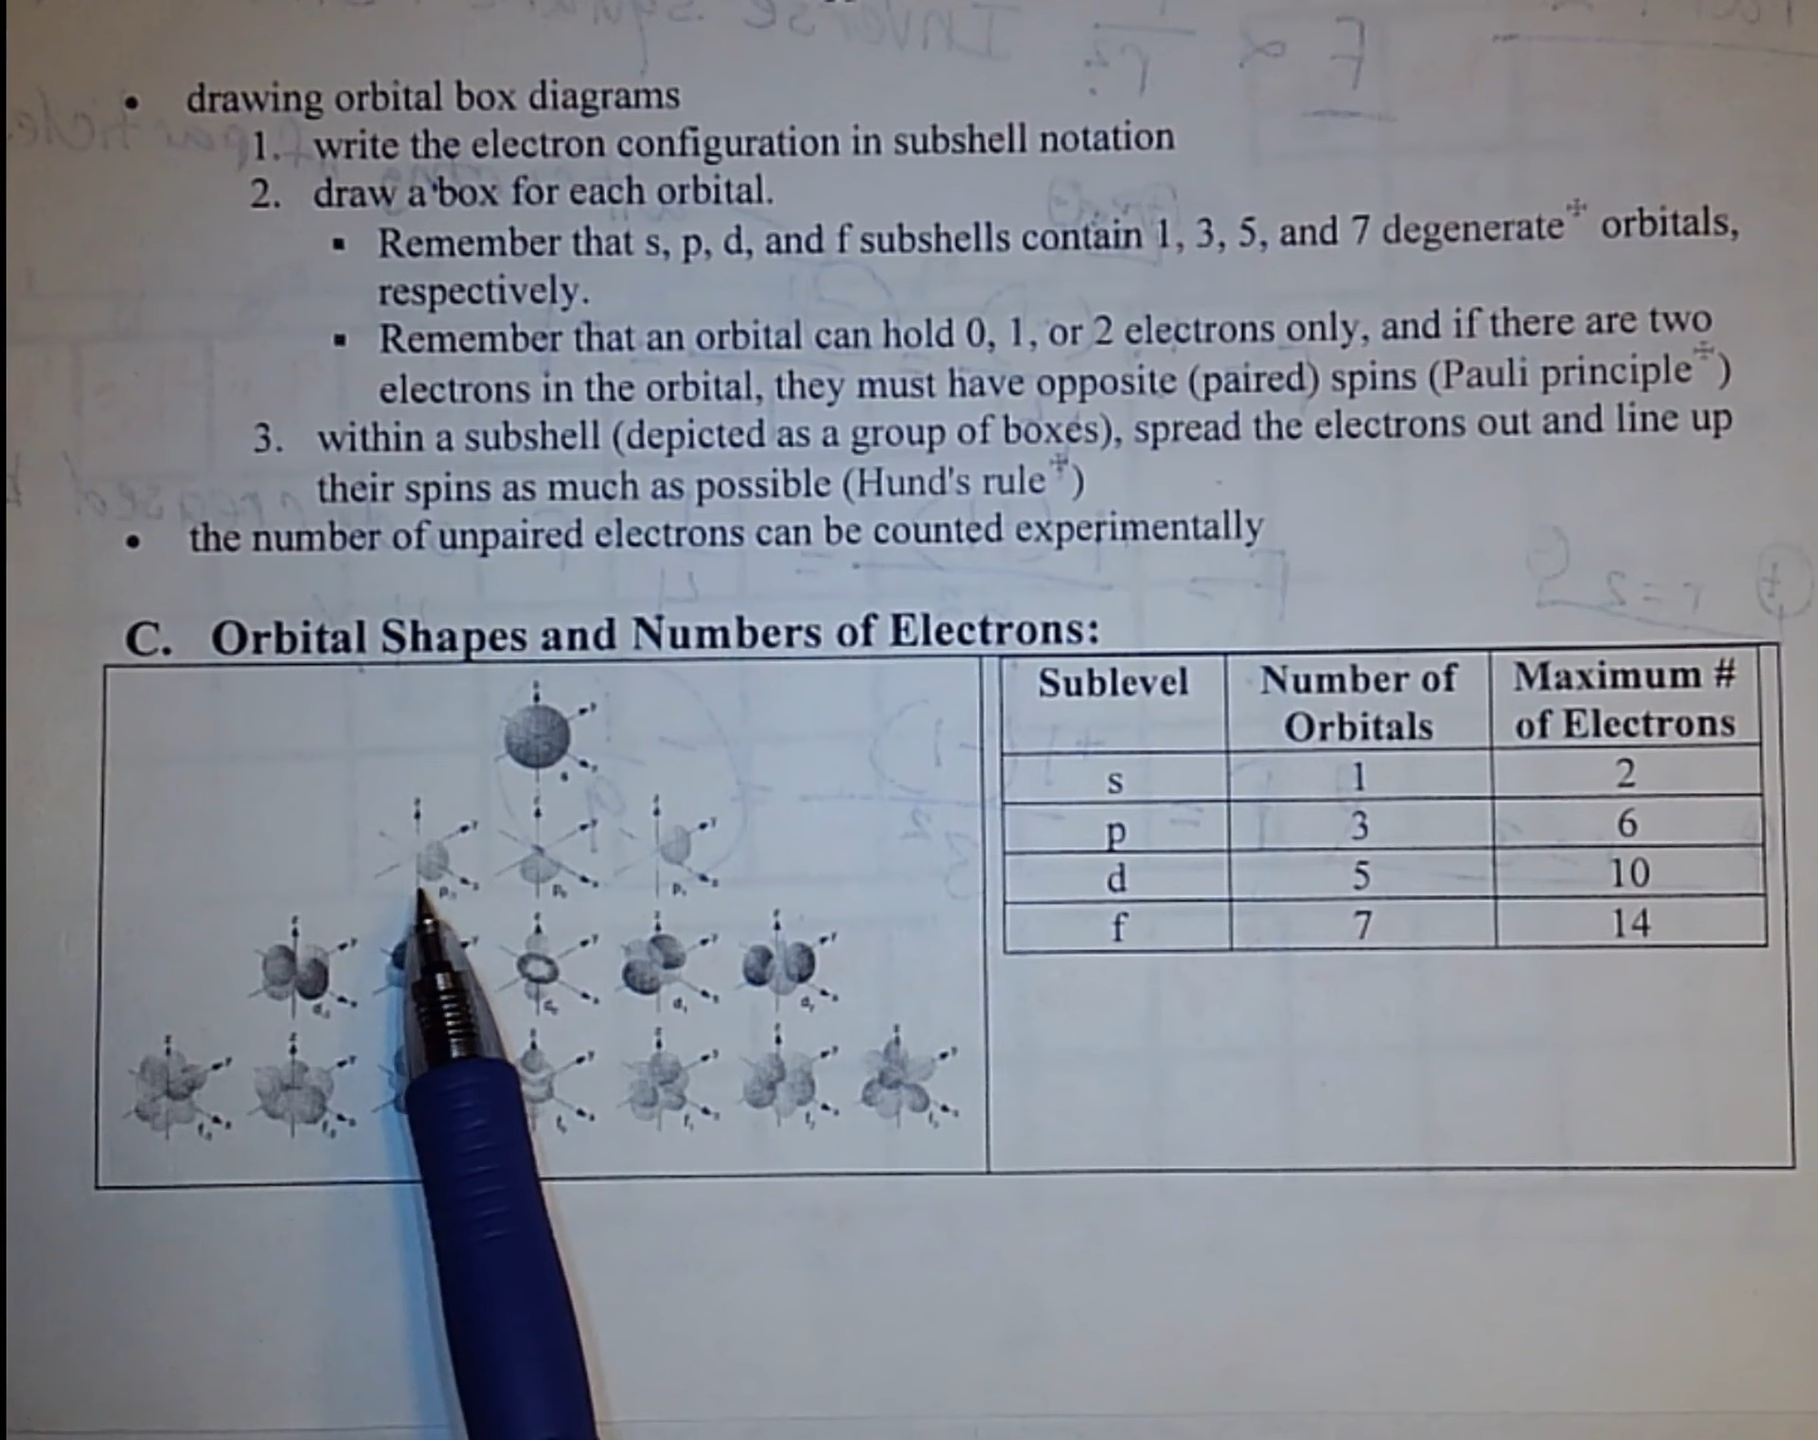 • drawing orbital box diagrams
1. write the electron configuration in subshell notation
2. draw a box for each orbital.
▪ Remember that s, p, d, and f subshells contain 1, 3, 5, and 7 degenerate orbitals,
respectively.
▪ Remember that an orbital can hold 0, 1, or 2 electrons only, and if there are two
electrons in the orbital, they must have opposite (paired) spins (Pauli principle)
3. within a subshell (depicted as a group of boxes), spread the electrons out and line up
their spins as much as possible (Hund's rule)
• the number of unpaired electrons can be counted experimentally
C. Orbital Shapes and Numbers of Electrons:
Sublevel Number of Orbitals Maximum # of Electrons
s 1 2
p 3 6
d 5 10
f 7 14